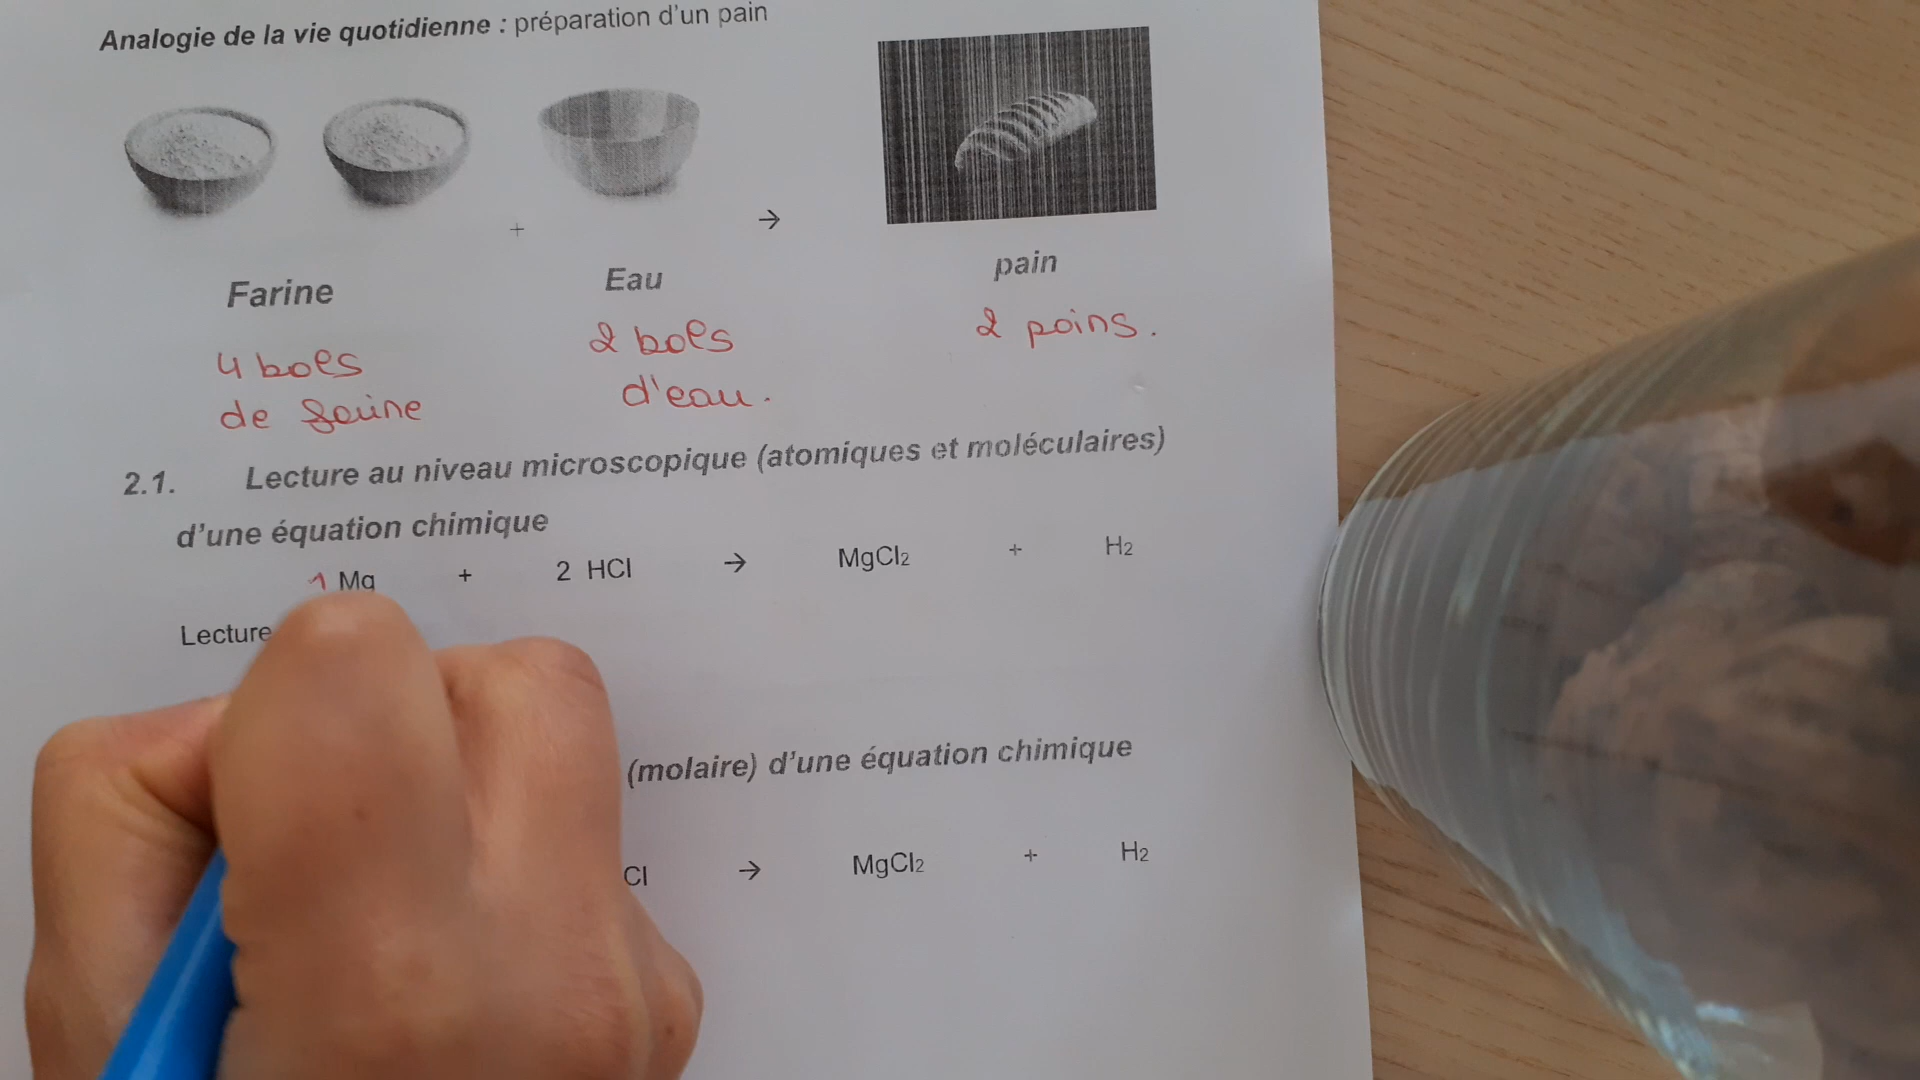 Analogie de la vie quotidienne : préparation d'un pain
+ →
Farine Eau pain
4 bols 2 bols 2 pains.
de farine d'eau.
2.1. Lecture au niveau microscopique (atomiques et moléculaires)
d'une équation chimique
1 Mg + 2 HCl → MgCl2 + H2
Lecture
(molaire) d'une équation chimique
Cl → MgCl2 + H2